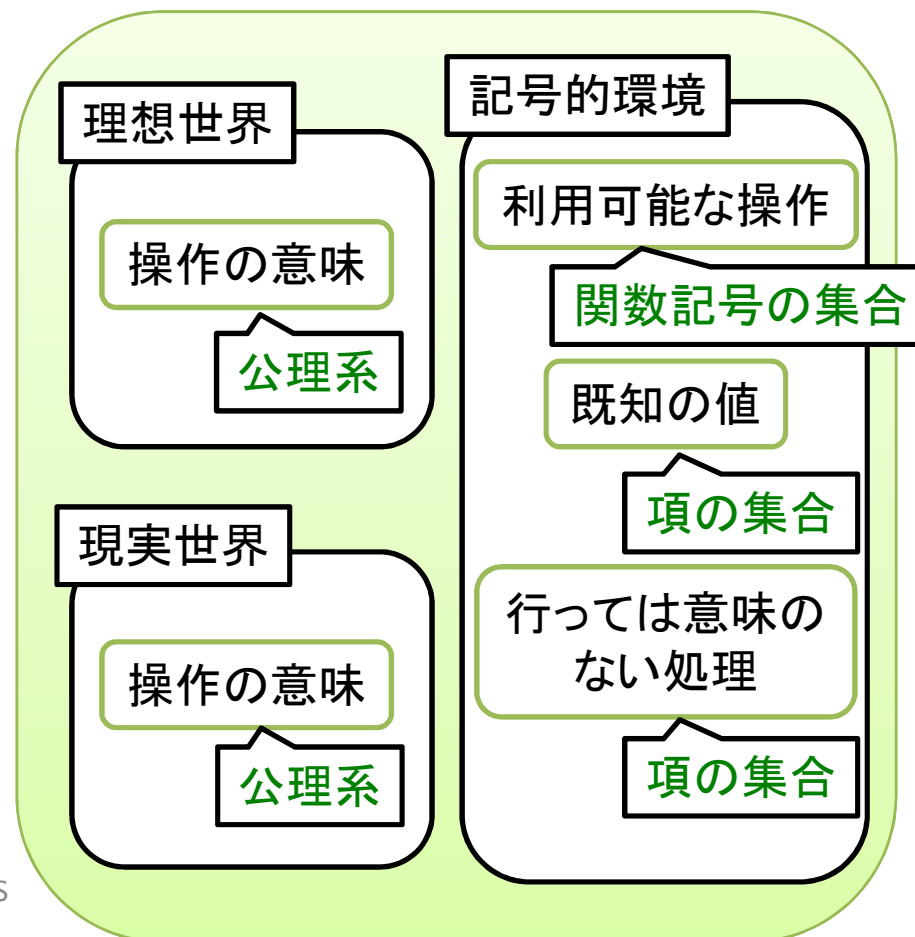 理想世界
操作の意味
公理系
現実世界
操作の意味
公理系
記号的環境
利用可能な操作
関数記号の集合
既知の値
項の集合
行っては意味の
ない処理
項の集合
S